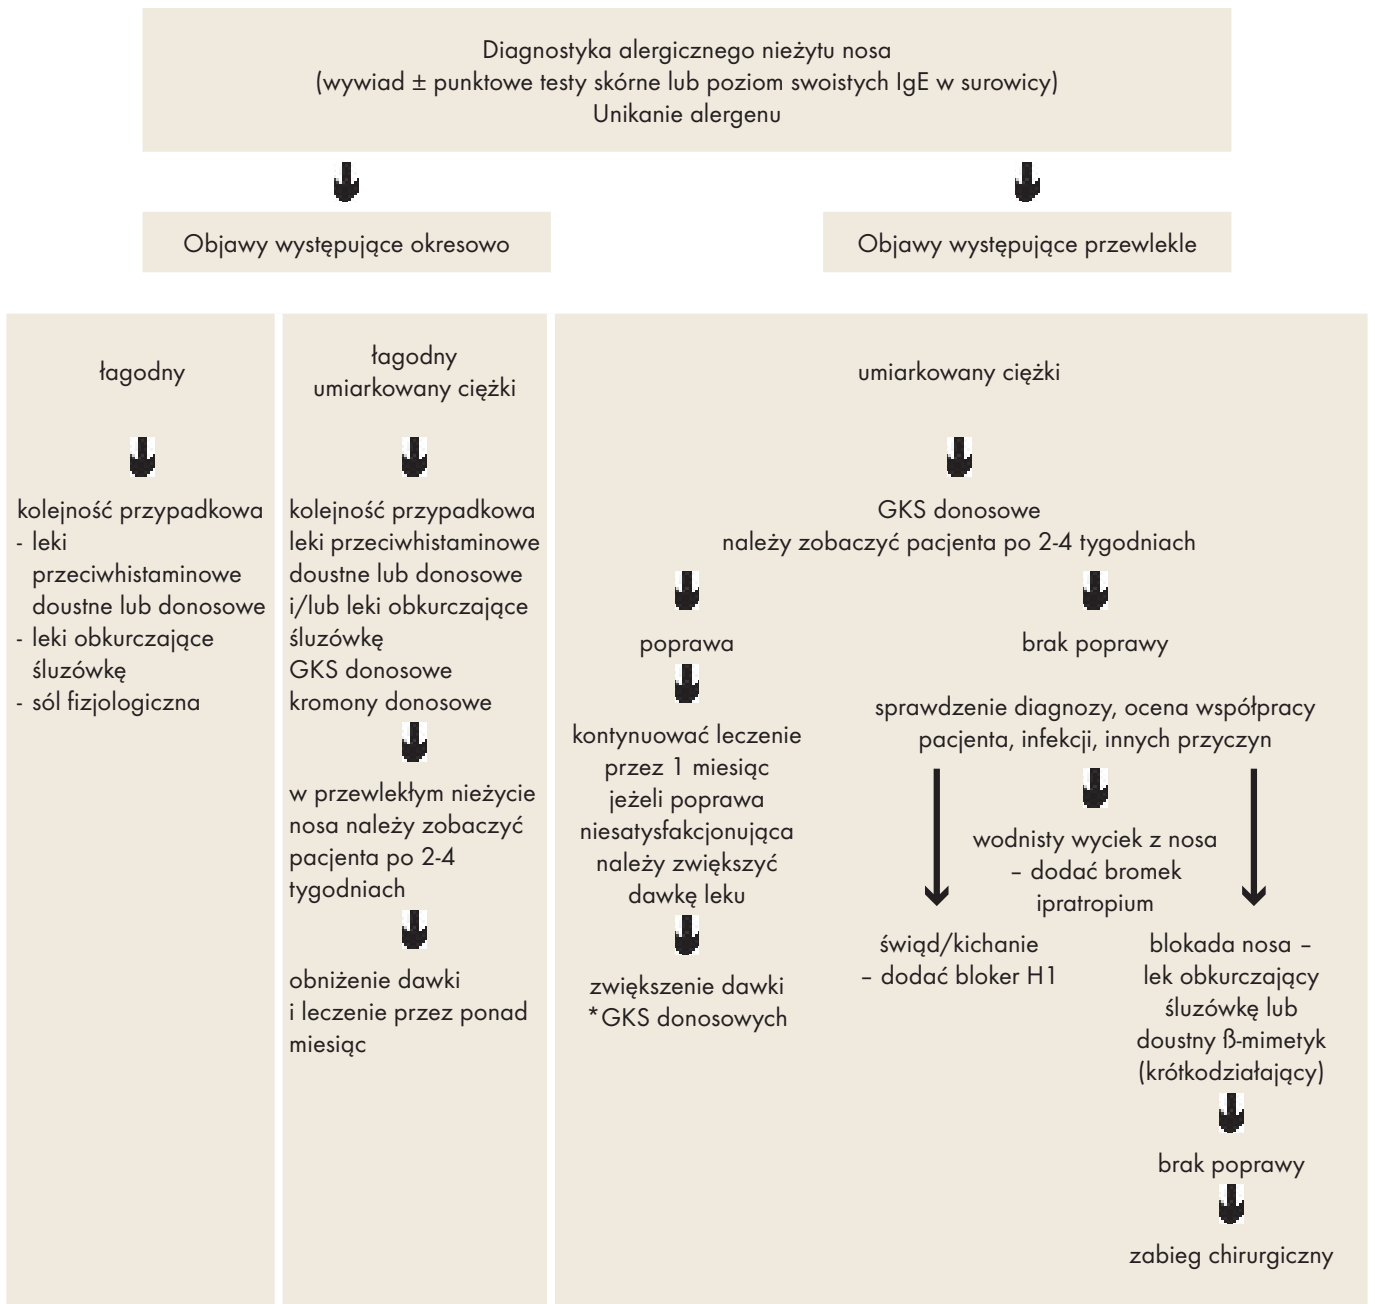 Diagnostyka alergicznego nieżytu nosa
(wywiad ± punktowe testy skórne lub poziom swoistych IgE w surowicy)
Unikanie alergenu
Objawy występujące okresowo
Objawy występujące przewlekle
łagodny
kolejność przypadkowa
- leki
przeciwhistaminowe
doustne lub donosowe
- leki obkurczające
śluzówkę
- sól fizjologiczna
łagodny
umiarkowany ciężki
kolejność przypadkowa
leki przeciwhistaminowe
doustne lub donosowe
i/lub leki obkurczające
śluzówkę
GKS donosowe
kromony donosowe
w przewlekłym nieżycie
nosa należy zobaczyć
pacjenta po 2-4
tygodniach
obniżenie dawki
i leczenie przez ponad
miesiąc
umiarkowany ciężki
GKS donosowe
należy zobaczyć pacjenta po 2-4 tygodniach
poprawa
kontynuować leczenie
przez 1 miesiąc
jeżeli poprawa
niesatysfakcjonująca
należy zwiększyć
dawkę leku
zwiększenie dawki
*GKS donosowych
brak poprawy
sprawdzenie diagnozy, ocena współpracy
pacjenta, infekcji, innych przyczyn
świąd/kichanie
– dodać bloker H1
wodnisty wyciek z nosa
– dodać bromek
ipratropium
blokada nosa –
lek obkurczający
śluzówkę lub
doustny ß-mimetyk
(krótkodziałający)
brak poprawy
zabieg chirurgiczny